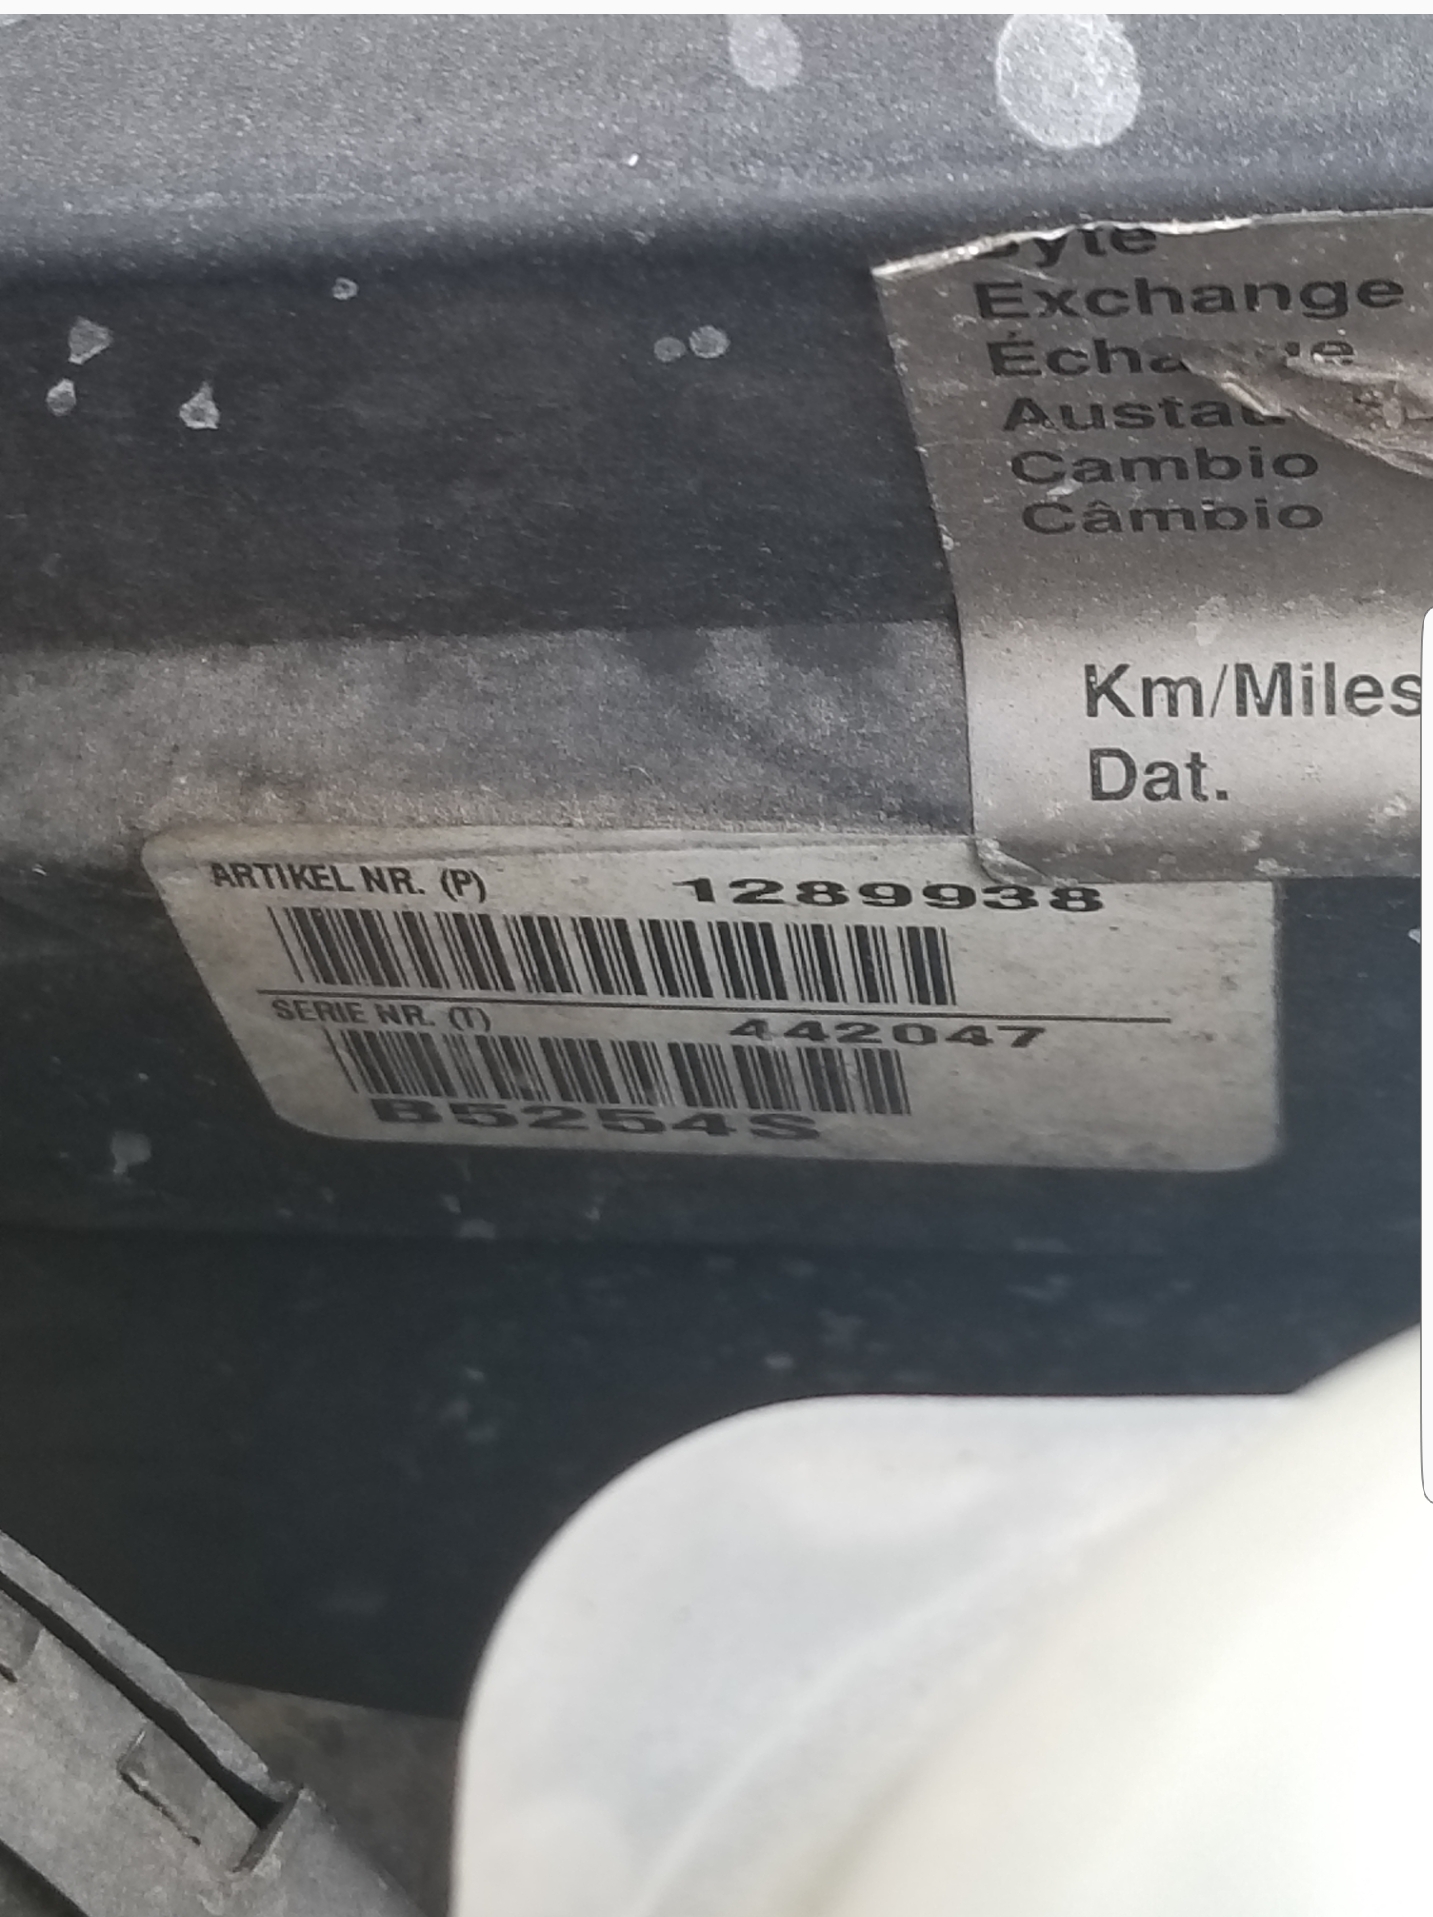 Exchange
Cambio
Câmbio
Km/Miles
Dat.
ARTIKEL NR. (P) 1289938
SERIE NR. (T) 442047
B5254S